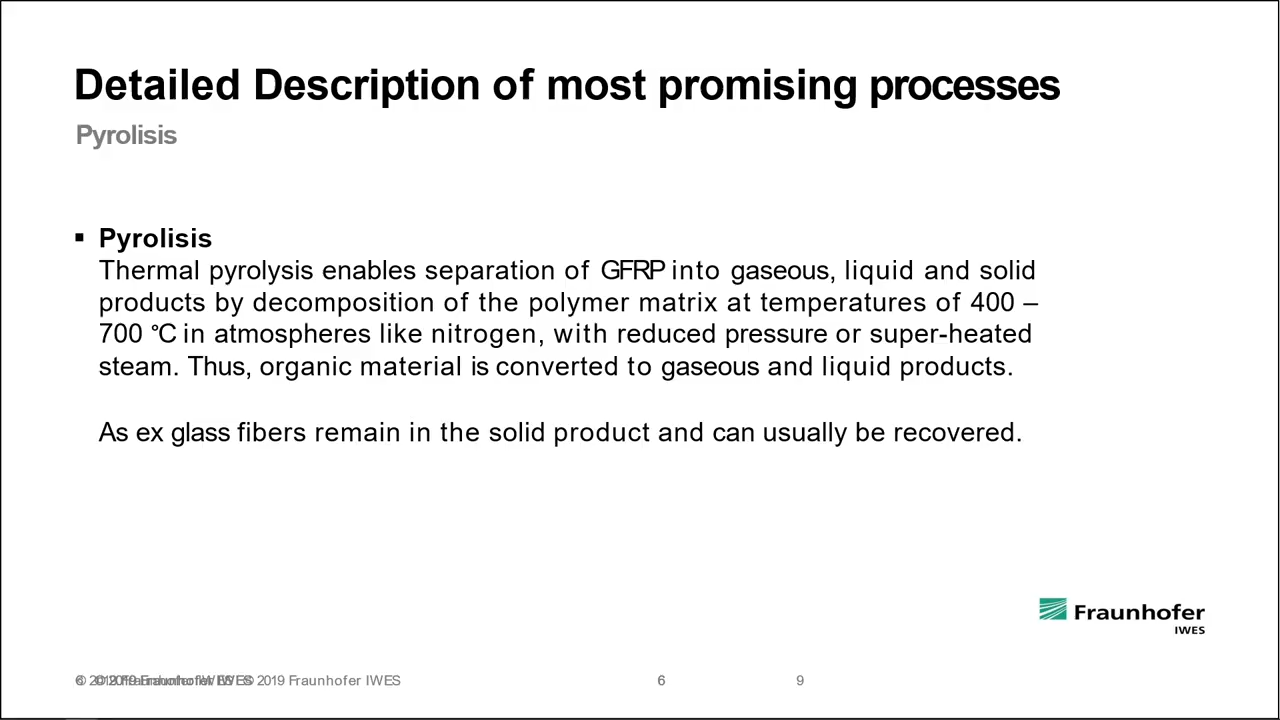 Detailed Description of most promising processes
Pyrolisis
▪ Pyrolisis
Thermal pyrolysis enables separation of GFRP into gaseous, liquid and solid
products by decomposition of the polymer matrix at temperatures of 400 –
700 °C in atmospheres like nitrogen, with reduced pressure or super-heated
steam. Thus, organic material is converted to gaseous and liquid products.
As ex glass fibers remain in the solid product and can usually be recovered.
Fraunhofer
IWES
© 2019 Fraunhofer IWES 6 9